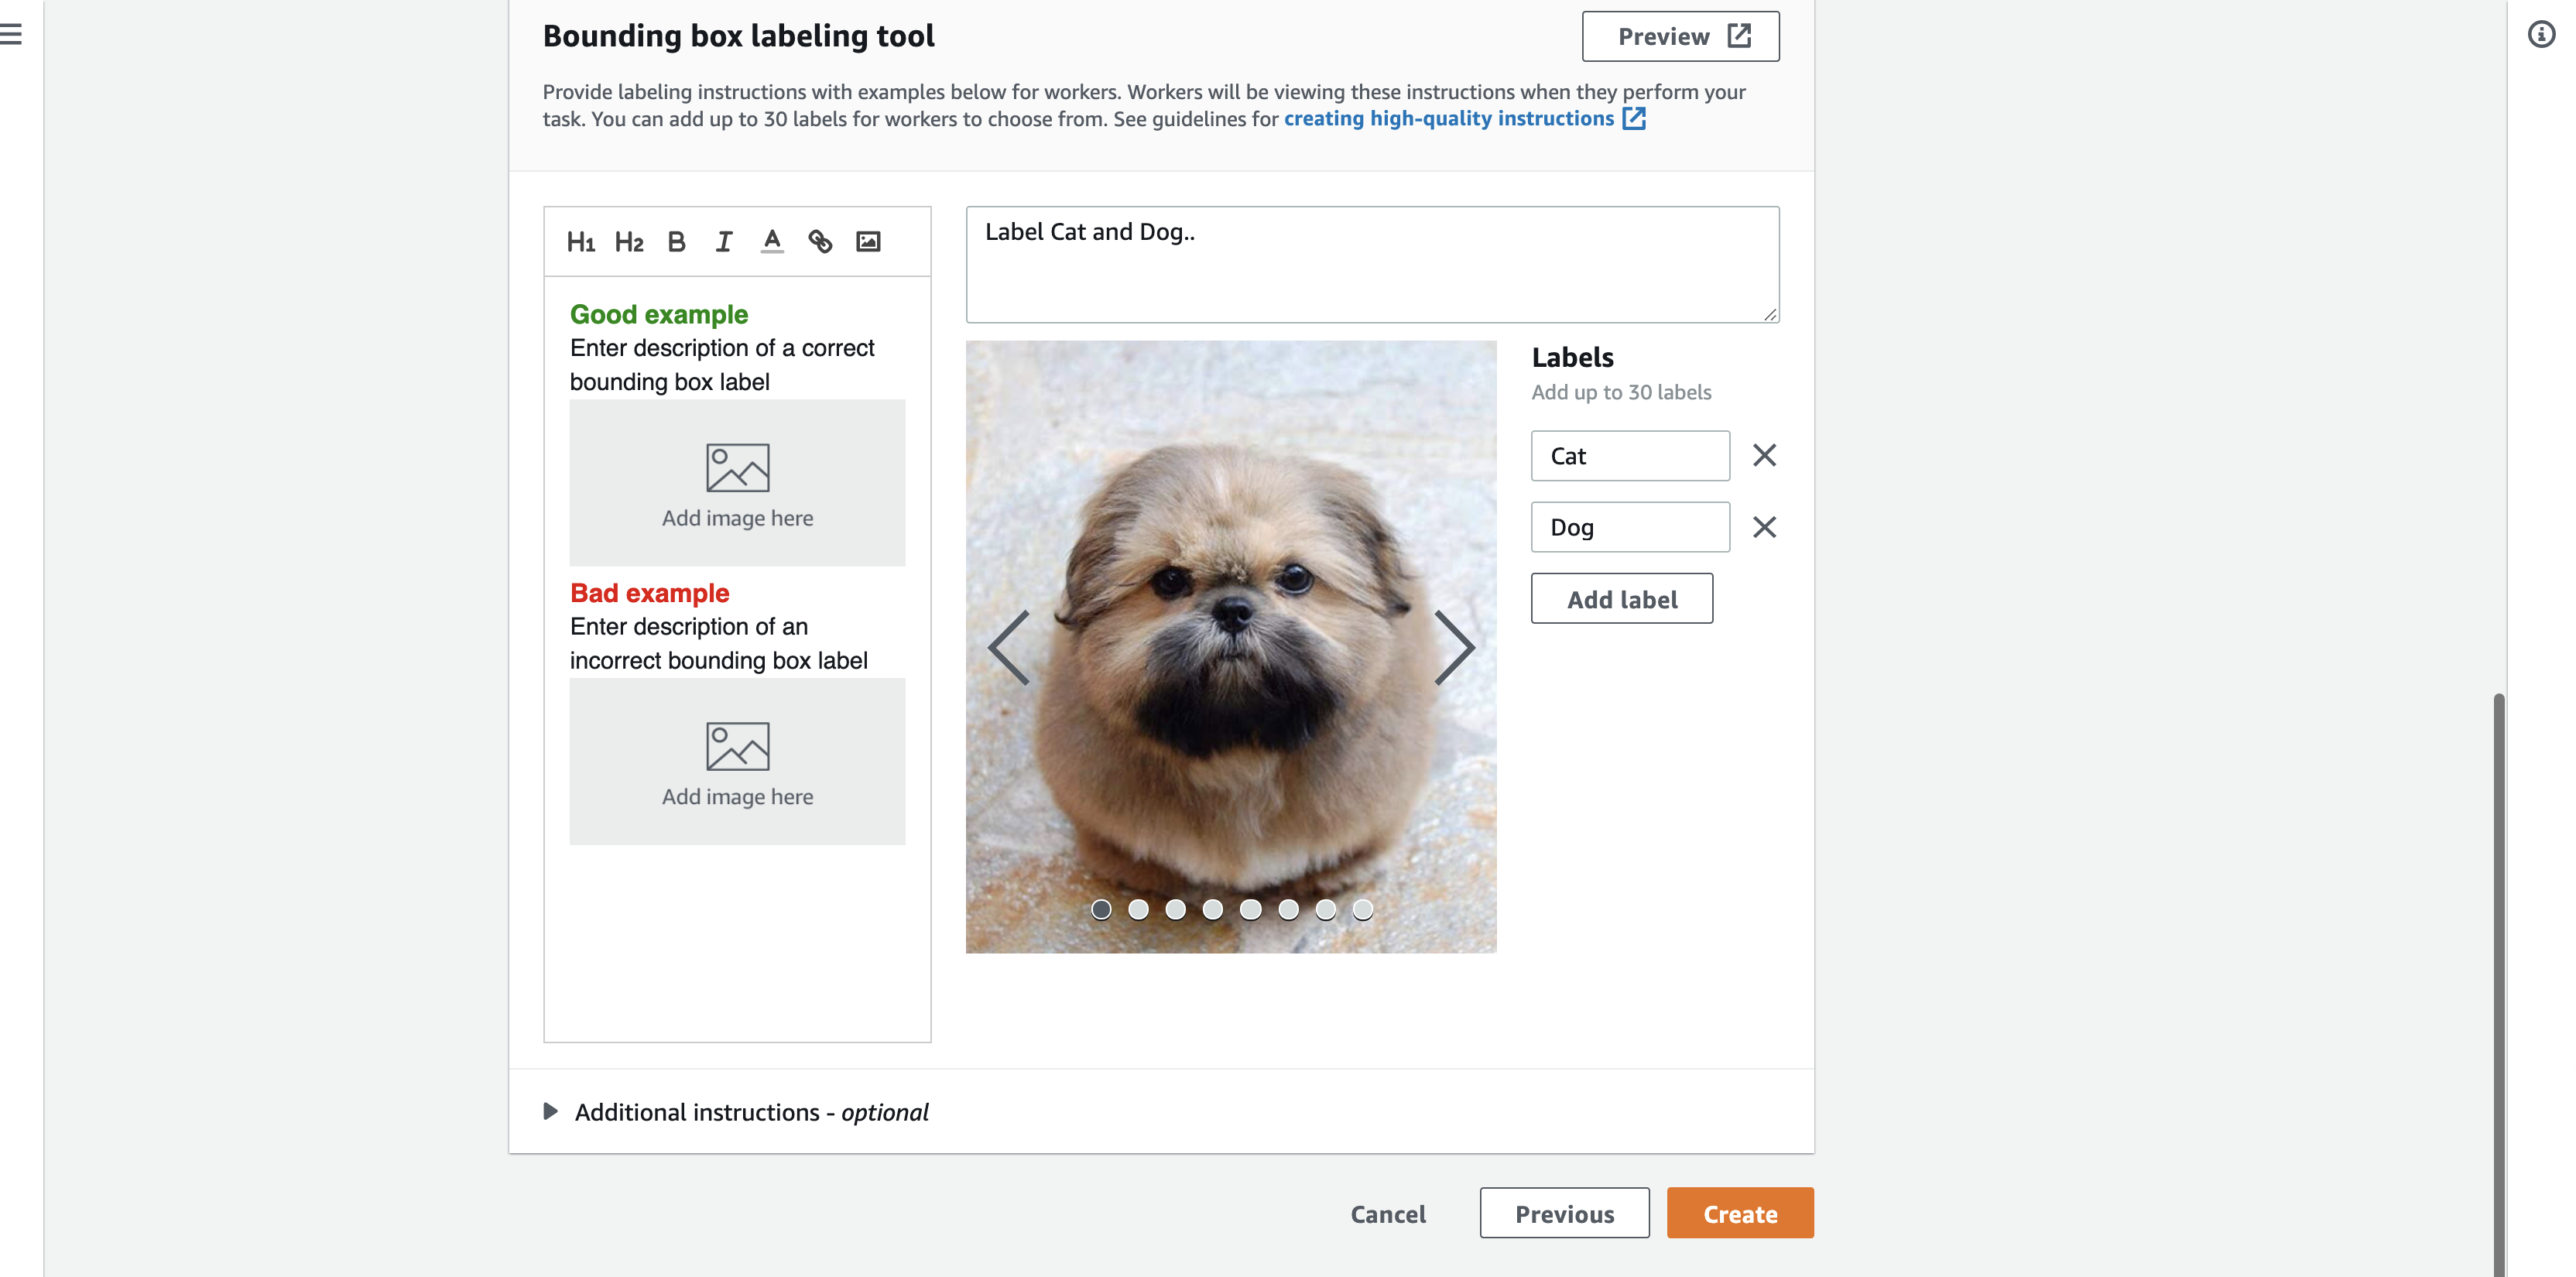 Bounding box labeling tool
Preview
Provide labeling instructions with examples below for workers. Workers will be viewing these instructions when they perform your
task. You can add up to 30 labels for workers to choose from. See guidelines for creating high-quality instructions
H1 H2 B I A
Label Cat and Dog..
Good example
Enter description of a correct
bounding box label
Add image here
Bad example
Enter description of an
incorrect bounding box label
Add image here
Labels
Add up to 30 labels
Cat
Dog
Add label
Additional instructions - optional
Cancel
Previous
Create